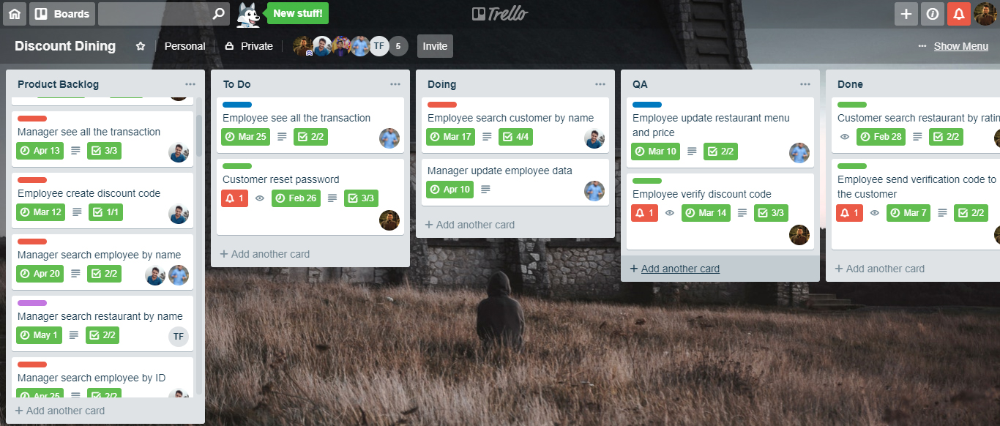 Boards
New stuff!
Trello
Discount Dining
Personal
Private
TF
5
Invite
Show Menu
Product Backlog
Manager see all the transaction
Apr 13
3/3
Employee create discount code
Mar 12
1/1
Manager search employee by name
Apr 20
2/2
Manager search restaurant by name
May 1
2/2
TF
Manager search employee by ID
Apr 25
2/2
+ Add another card
To Do
Employee see all the transaction
Mar 25
2/2
Customer reset password
1
Feb 26
3/3
+ Add another card
Doing
Employee search customer by name
Mar 17
4/4
Manager update employee data
Apr 10
+ Add another card
QA
Employee update restaurant menu
and price
Mar 10
2/2
Employee verify discount code
1
Mar 14
3/3
+ Add another card
Done
Customer search restaurant by ratin
Feb 28
2/2
Employee send verification code to
the customer
1
Mar 7
2/2
+ Add another card